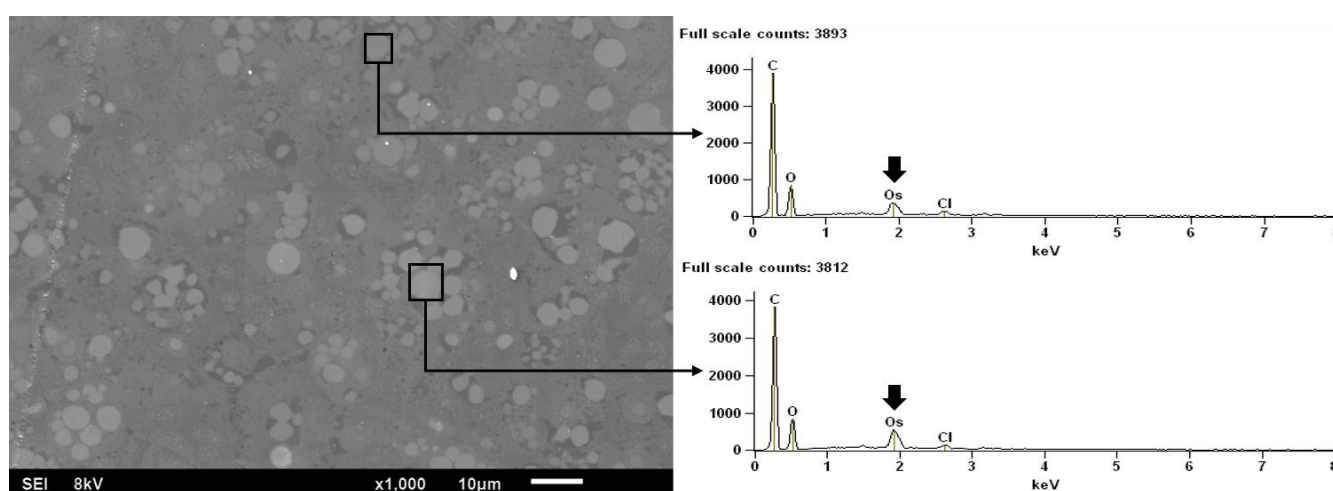 Full scale counts: 3893
C
4000
3000
2000
O
1000
Os
Cl
0
0 1 2 3 4 5 6 7
keV
Full scale counts: 3812
C
4000
3000
2000
O
1000
Os
Cl
0
0 1 2 3 4 5 6 7
keV
SEI 8kV x1,000 10µm